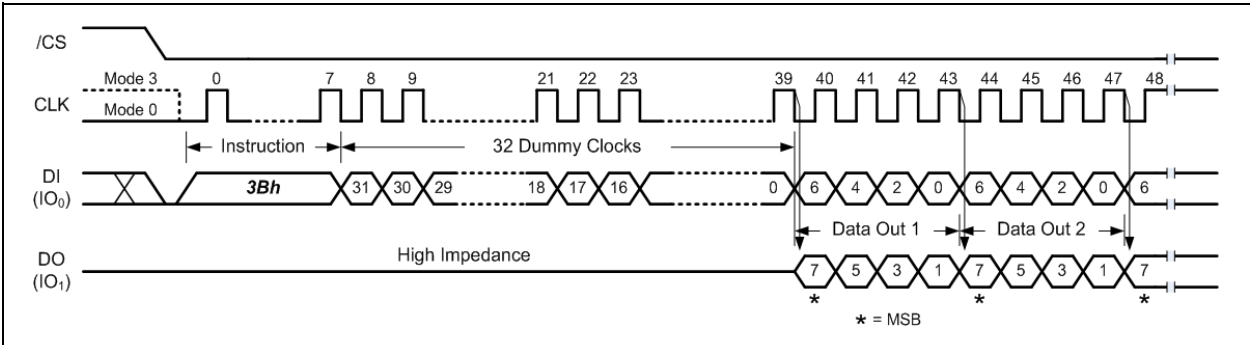 /CS
Mode 3 0 7 8 9 21 22 23 39 40 41 42 43 44 45 46 47 48
CLK Mode 0
Instruction 32 Dummy Clocks
DI
(IO₀) 3Bh 31 30 29 18 17 16 0 6 4 2 0 6 4 2 0 6
Data Out 1 Data Out 2
High Impedance
DO
(IO₁) 7 5 3 1 7 5 3 1 7
* * *
* = MSB